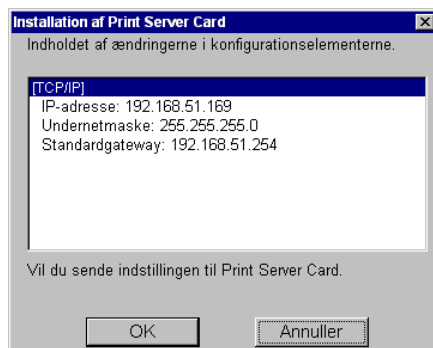 Installation af Print Server Card
Indholdet af ændringerne i konfigurationselementerne.
[TCP/IP]
IP-adresse: 192.168.51.169
Undernetmaske: 255.255.255.0
Standardgateway: 192.168.51.254
Vil du sende indstillingen til Print Server Card.
OK
Annuller